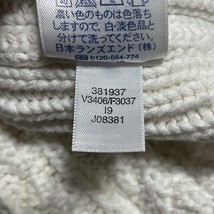 濃い色のものは色落ち
しますので、白・淡色品と
分けて洗ってください。
日本ランズエンド(株)
0120-554-774
381937
V3406/F3037
I9
J08381